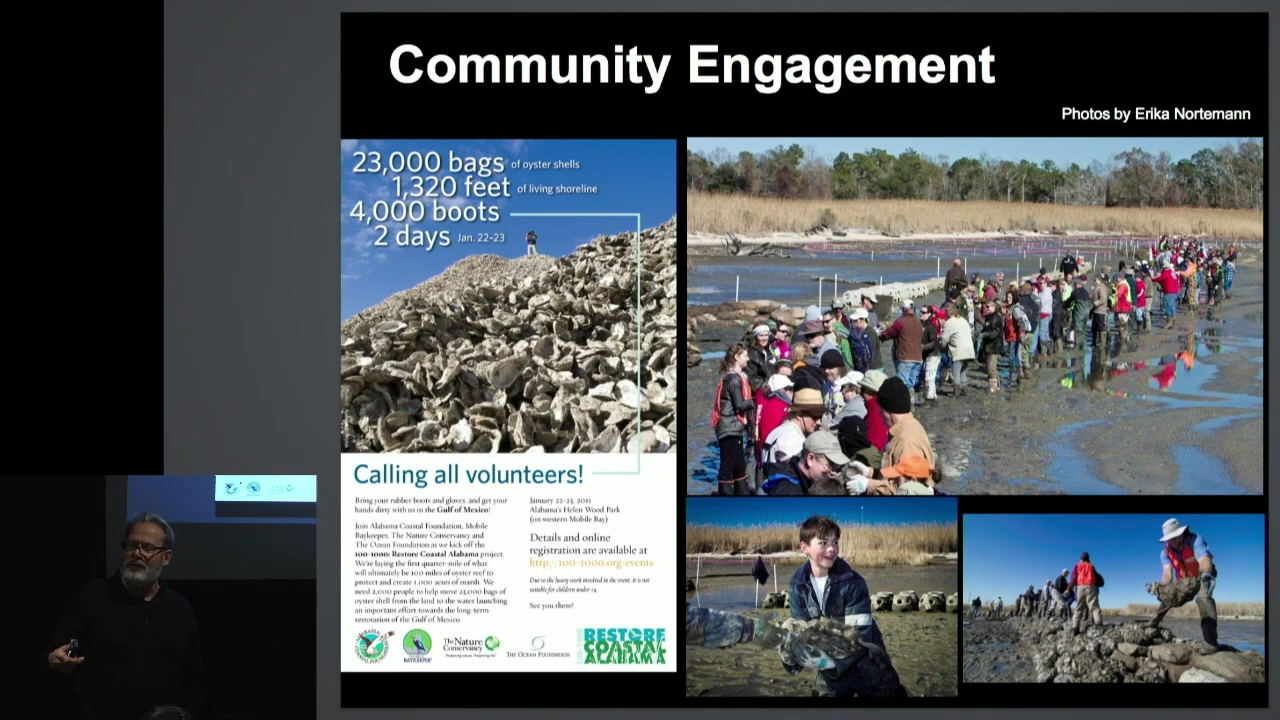 Community Engagement
Photos by Erika Nortemann
23,000 bags of oyster shells
1,320 feet of living shoreline
4,000 boots
2 days Jan. 22-23
Calling all volunteers!
Bring your rubber boots and gloves, and get your
hands dirty with us in the Gulf of Mexico!
Join Alabama Coastal Foundation, Mobile
Baykeeper, The Nature Conservancy and
The Ocean Foundation as we kick off the
100-1000: Restore Coastal Alabama project.
We're laying the first quarter-mile of what
will ultimately be 100 miles of oyster reef to
protect and create 1,000 acres of marsh. We
need 2,000 people to help move 23,000 bags of
oyster shell from the land to the water launching
an important effort towards the long-term
restoration of the Gulf of Mexico.
January 22-23, 2011
Alabama's Helen Wood Park
(on western Mobile Bay)
Details and online
registration are available at
http://100-1000.org/events
Due to the heavy work involved in the event, it is not
suitable for children under 14.
See you there!
BAYKEEPER
The Nature
Conservancy
THE OCEAN FOUNDATION
RESTORE
COASTAL
ALABAMA